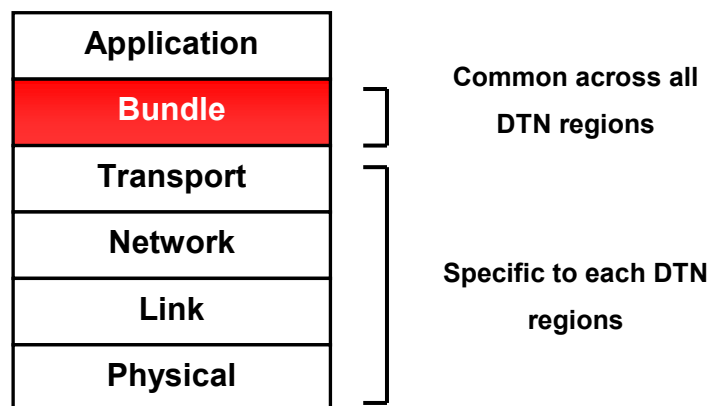 Application
Bundle
Transport
Network
Link
Physical
Common across all
DTN regions
Specific to each DTN
regions